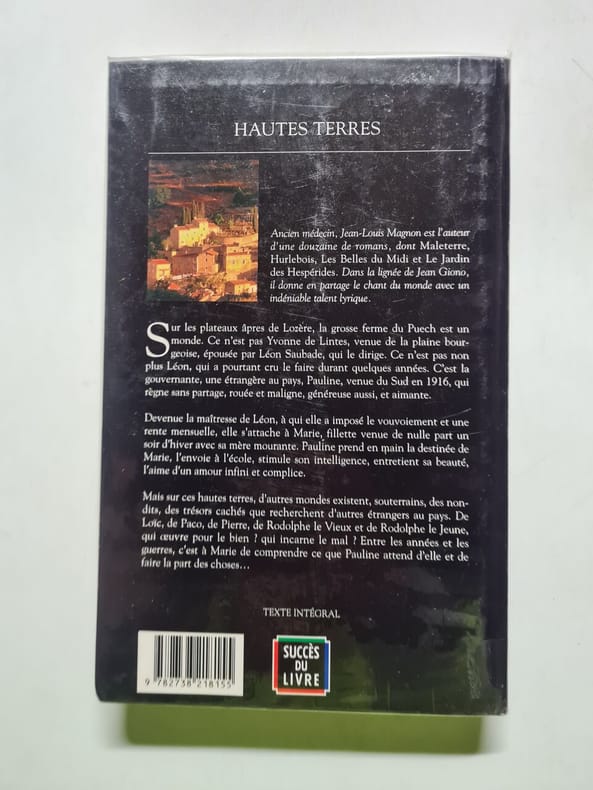 HAUTES TERRES
Ancien médecin, Jean-Louis Magnon est l'auteur
d'une douzaine de romans, dont Maleterre,
Hurlebois, Les Belles du Midi et Le Jardin
des Hespérides. Dans la lignée de Jean Giono,
il donne en partage le chant du monde avec un
indéniable talent lyrique.
Sur les plateaux âpres de Lozère, la grosse ferme du Puech est un
monde. Ce n'est pas Yvonne de Lintes, venue de la plaine bour-
geoise, épousée par Léon Saubade, qui le dirige. Ce n'est pas non
plus Léon, qui a pourtant cru le faire durant quelques années. C'est la
gouvernante, une étrangère au pays, Pauline, venue du Sud en 1916, qui
règne sans partage, rouée et maligne, généreuse aussi, et aimante.
Devenue la maîtresse de Léon, à qui elle a imposé le vouvoiement et une
rente mensuelle, elle s'attache à Marie, fillette venue de nulle part un
soir d'hiver avec sa mère mourante. Pauline prend en main la destinée de
Marie, l'envoie à l'école, stimule son intelligence, entretient sa beauté,
l'aime d'un amour infini et complice.
Mais sur ces hautes terres, d'autres mondes existent, souterrains, des non-
dits, des trésors cachés que recherchent d'autres étrangers au pays. De
Loïc, de Paco, de Pierre, de Rodolphe le Vieux et de Rodolphe le Jeune,
qui œuvre pour le bien ? qui incarne le mal ? Entre les années et les
guerres, c'est à Marie de comprendre ce que Pauline attend d'elle et de
faire la part des choses...
TEXTE INTÉGRAL
SUCCÈS
DU
LIVRE
9 782738 218155